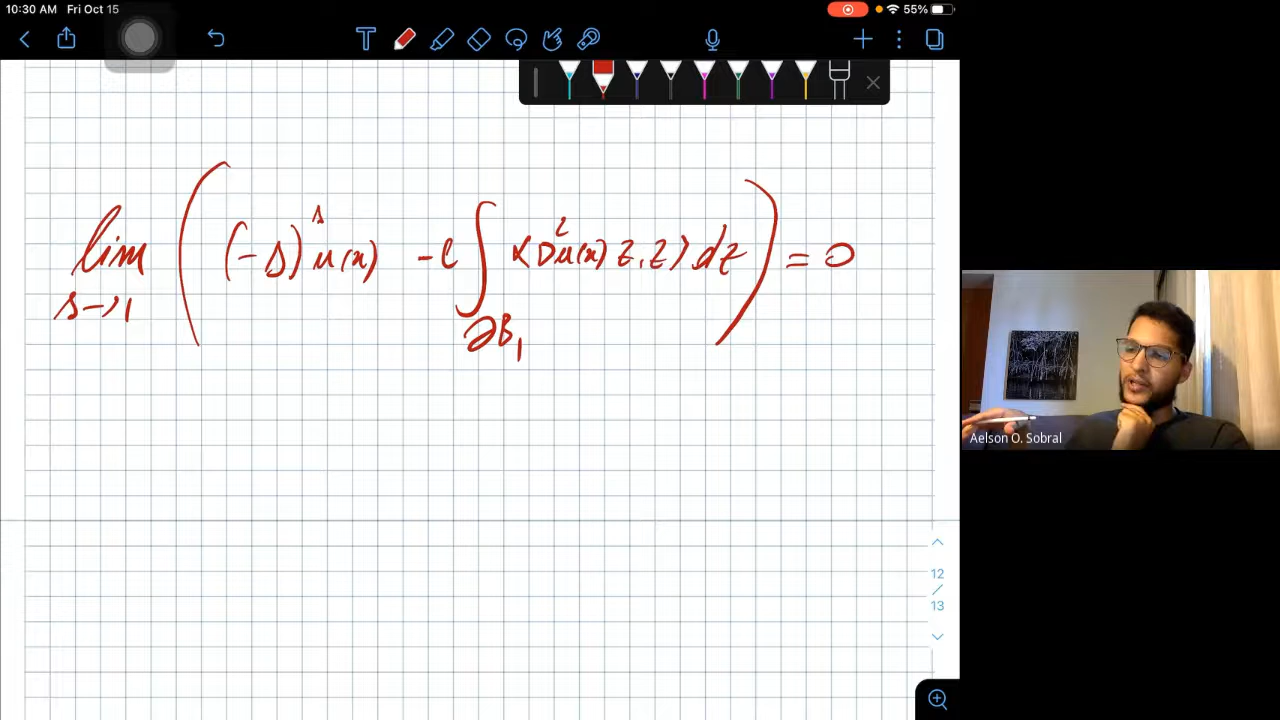 10:30 AM Fri Oct 15
55%
T
lim s→1 ( (-Δ)^s u(x) - c ∫_{∂B_1} ⟨D²u(x) z, z⟩ dz ) = 0
Aelson O. Sobral
12
/
13